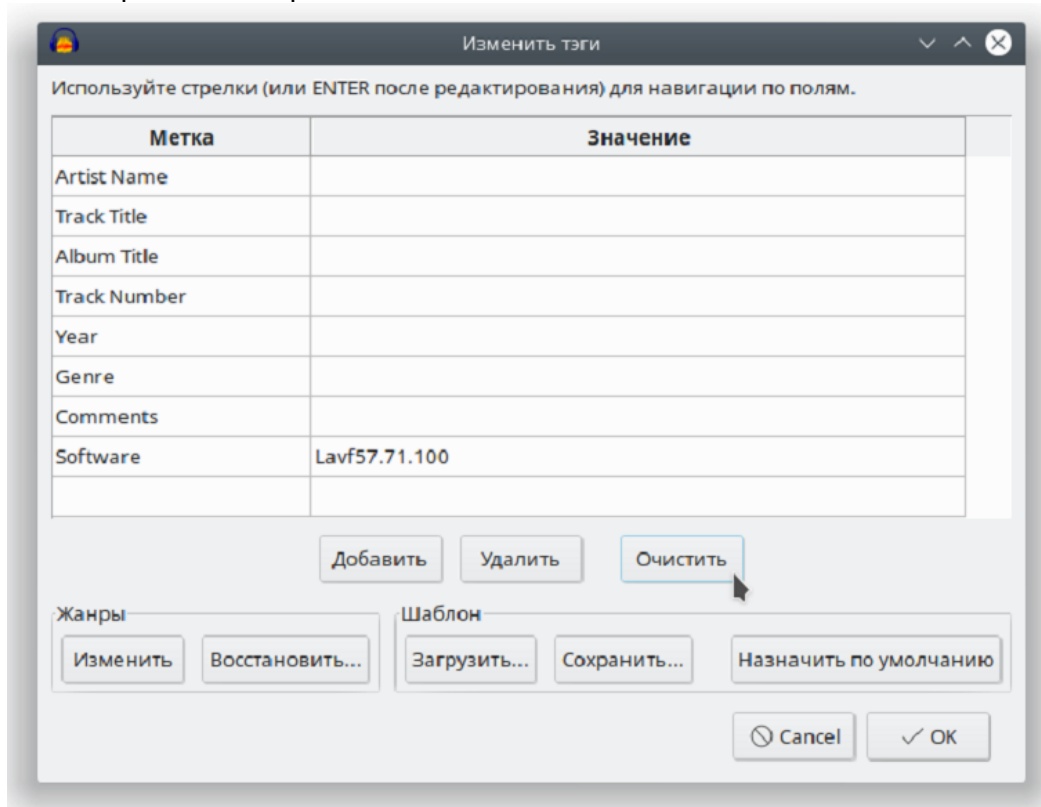 Изменить тэги
Используйте стрелки (или ENTER после редактирования) для навигации по полям.
Метка Значение
Artist Name
Track Title
Album Title
Track Number
Year
Genre
Comments
Software Lavf57.71.100
Добавить Удалить Очистить
Жанры Шаблон
Изменить Восстановить... Загрузить... Сохранить... Назначить по умолчанию
Cancel OK